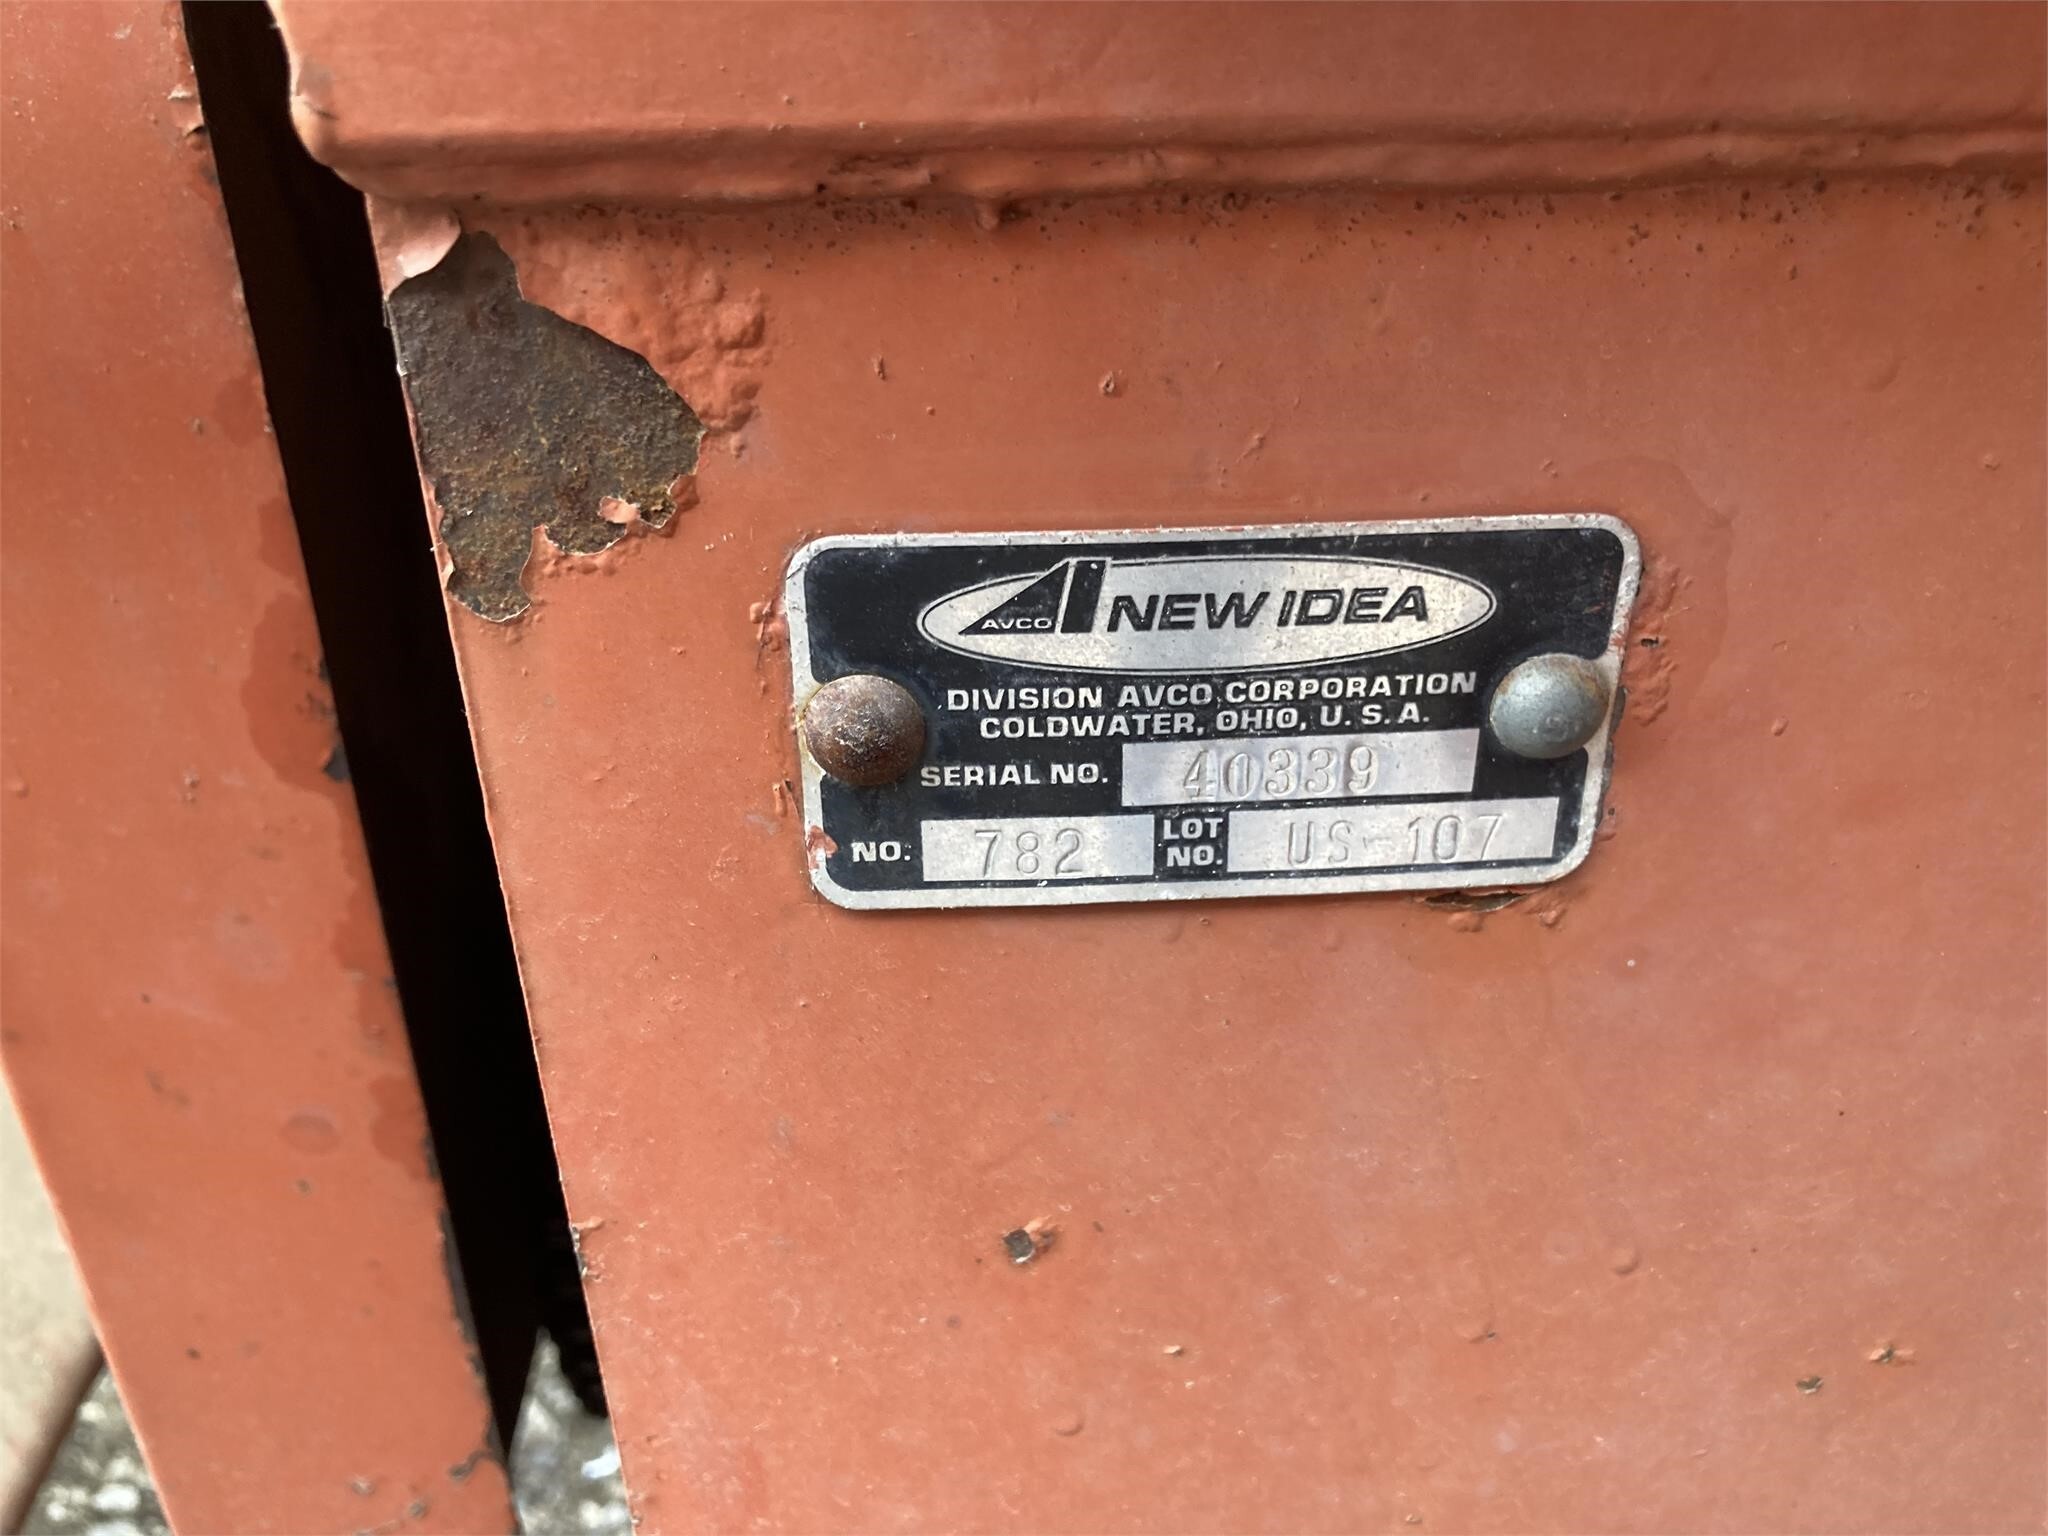 AVCO NEW IDEA
DIVISION AVCO CORPORATION
COLDWATER, OHIO, U.S.A.
SERIAL NO. 40339
NO. 782 LOT NO. US-107